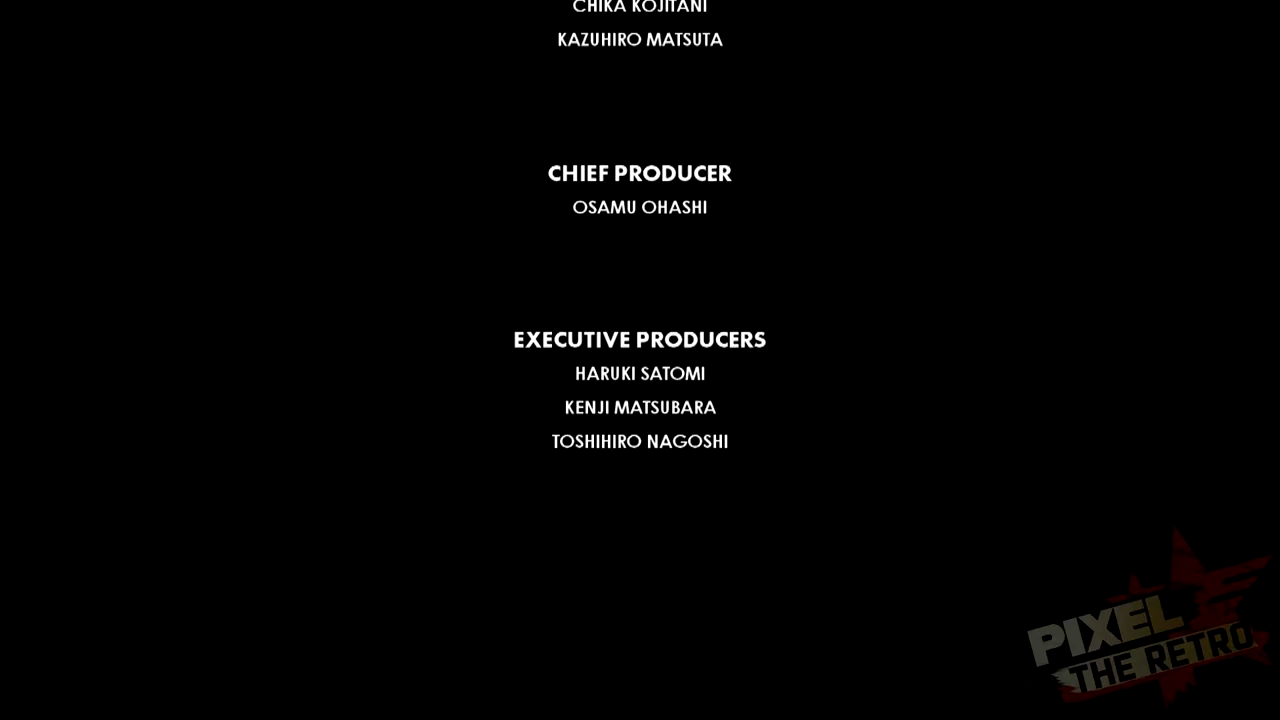 CHIKA KOJITANI
KAZUHIRO MATSUTA
CHIEF PRODUCER
OSAMU OHASHI
EXECUTIVE PRODUCERS
HARUKI SATOMI
KENJI MATSUBARA
TOSHIHIRO NAGOSHI
PIXEL
THE RETRO